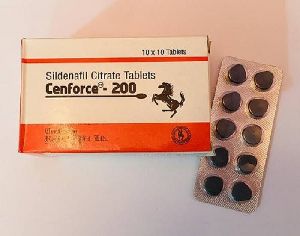 10 x 10 Tablets
Sildenafil Citrate Tablets
Cenforce®- 200